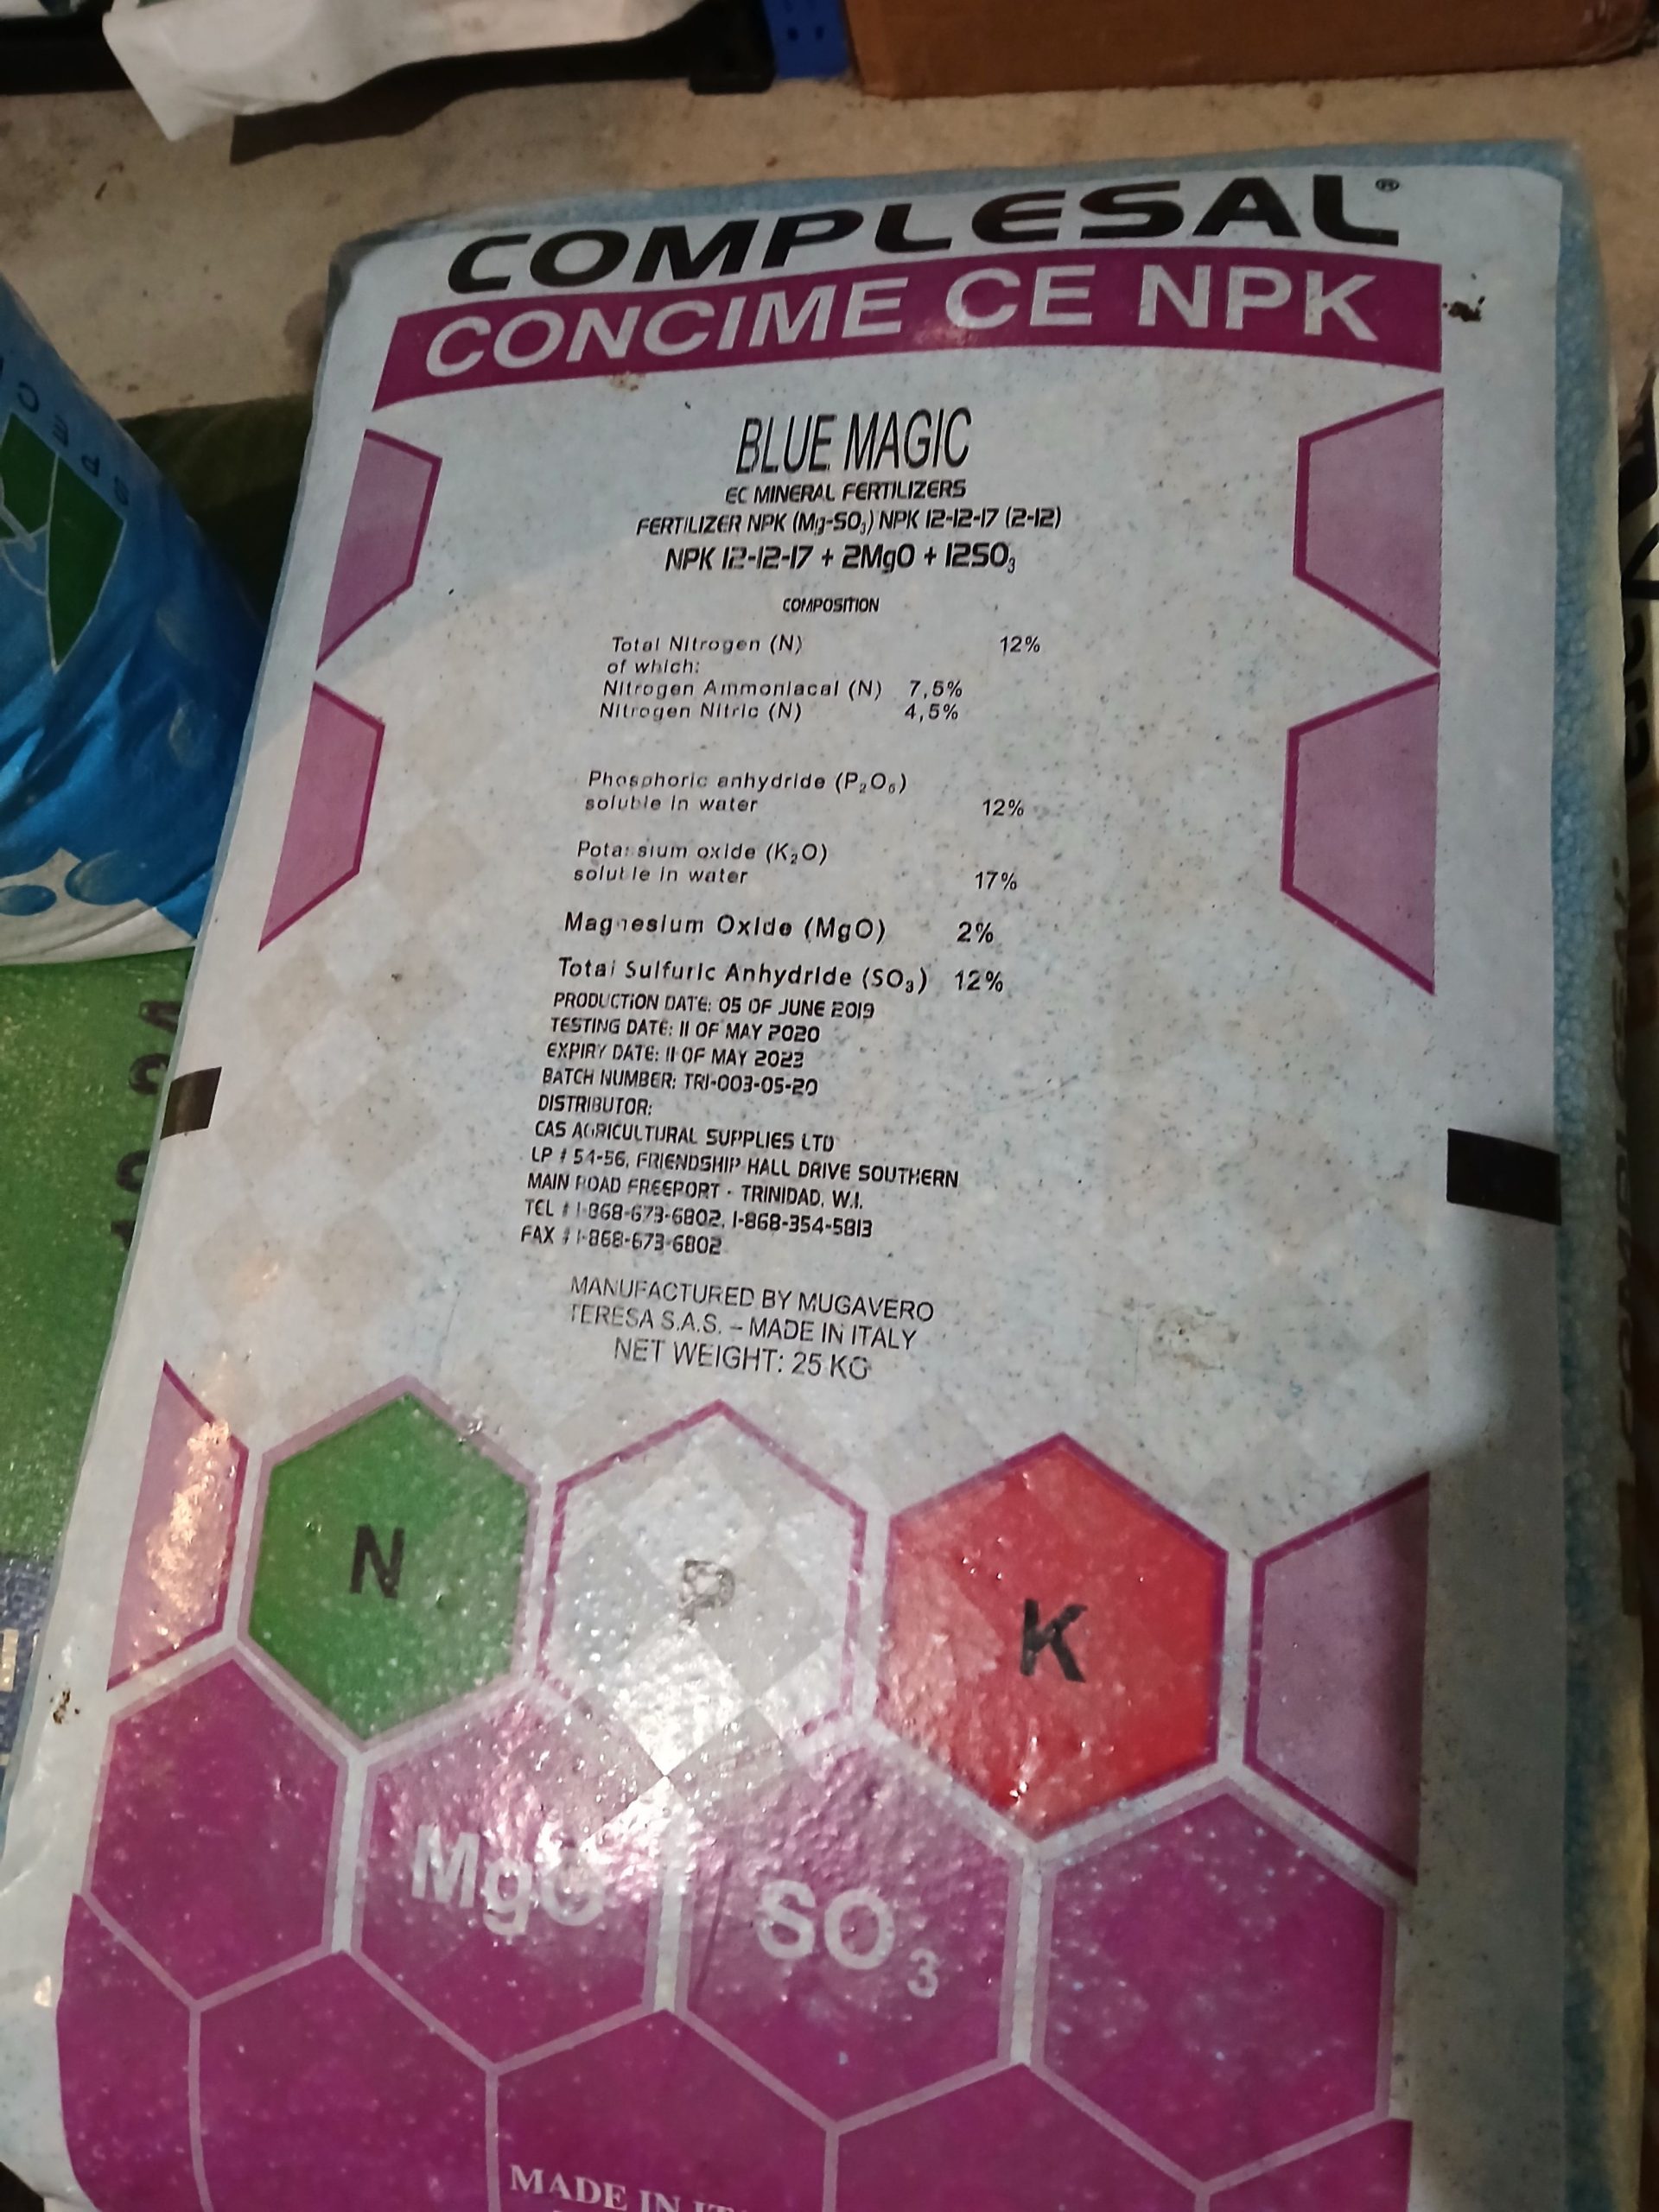 COMPLESAL®
CONCIME CE NPK
BLUE MAGIC
EC MINERAL FERTILIZERS
FERTILIZER NPK (Mg-SO₃) NPK 12-12-17 (2-12)
NPK 12-12-17 + 2MgO + 12SO₃
COMPOSITION
Total Nitrogen (N) 12%
of which:
Nitrogen Ammoniacal (N) 7,5%
Nitrogen Nitric (N) 4,5%
Phosphoric anhydride (P₂O₅)
soluble in water 12%
Potassium oxide (K₂O)
soluble in water 17%
Magnesium Oxide (MgO) 2%
Total Sulfuric Anhydride (SO₃) 12%
PRODUCTION DATE: 05 OF JUNE 2019
TESTING DATE: 11 OF MAY 2020
EXPIRY DATE: 11 OF MAY 2023
BATCH NUMBER: TRI-003-05-20
DISTRIBUTOR:
CAS AGRICULTURAL SUPPLIES LTD
LP # 54-56, FRIENDSHIP HALL DRIVE SOUTHERN
MAIN ROAD FREEPORT - TRINIDAD, W.I.
TEL # 1-868-673-6802, 1-868-354-5813
FAX # 1-868-673-6802
MANUFACTURED BY MUGAVERO
TERESA S.A.S. – MADE IN ITALY
NET WEIGHT: 25 KG
N P K
MgO SO₃
MADE IN